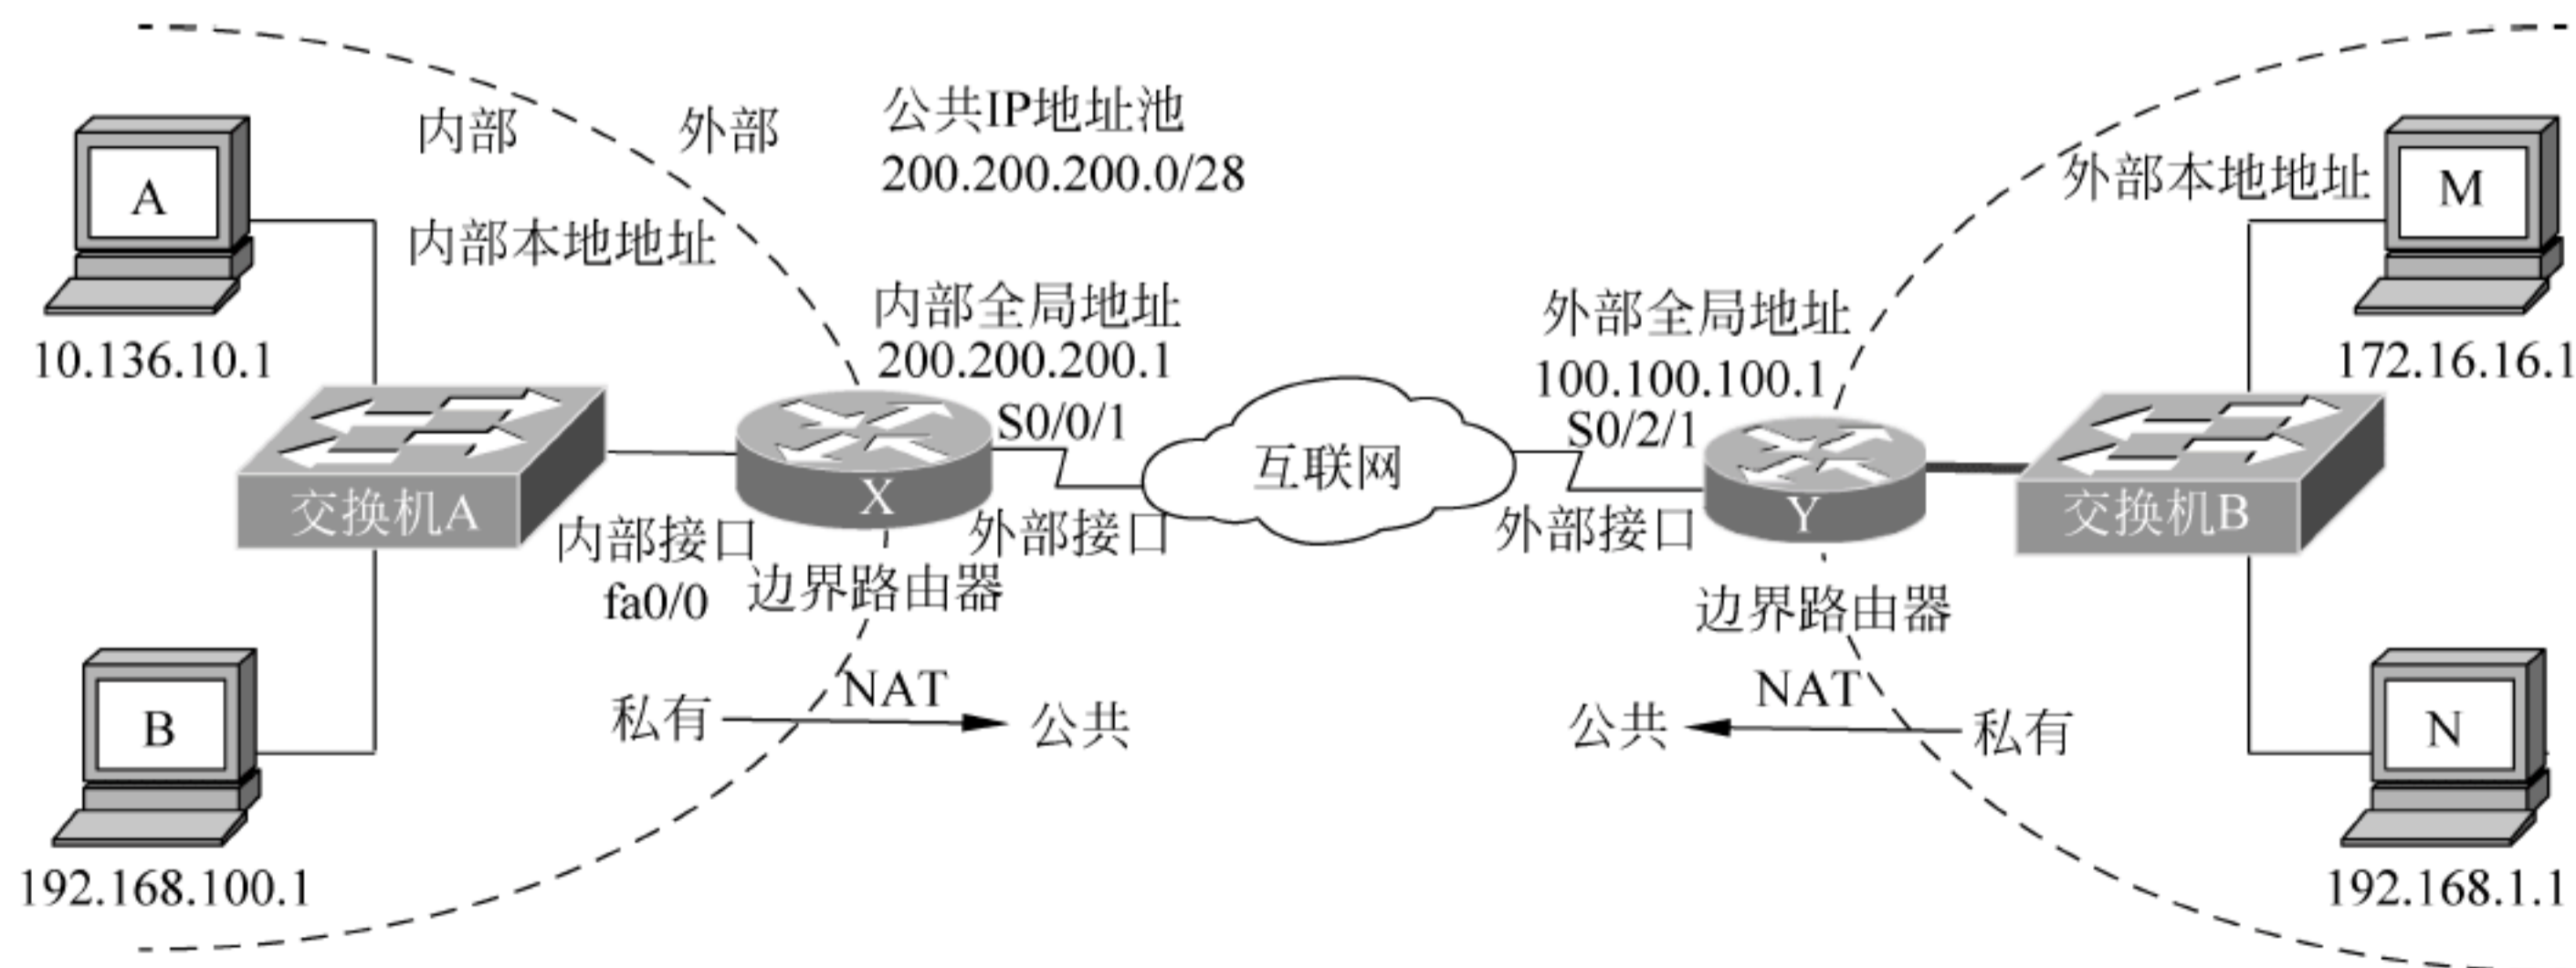 内部
外部
公共IP地址池
200.200.200.0/28
A
内部本地地址
外部本地地址
M
10.136.10.1
内部全局地址
200.200.200.1
S0/0/1
外部全局地址
100.100.100.1
S0/2/1
172.16.16.1
交换机A
X
互联网
Y
交换机B
内部接口
fa0/0
外部接口
边界路由器
外部接口
边界路由器
B
私有
NAT
公共
公共
NAT
私有
N
192.168.100.1
192.168.1.1